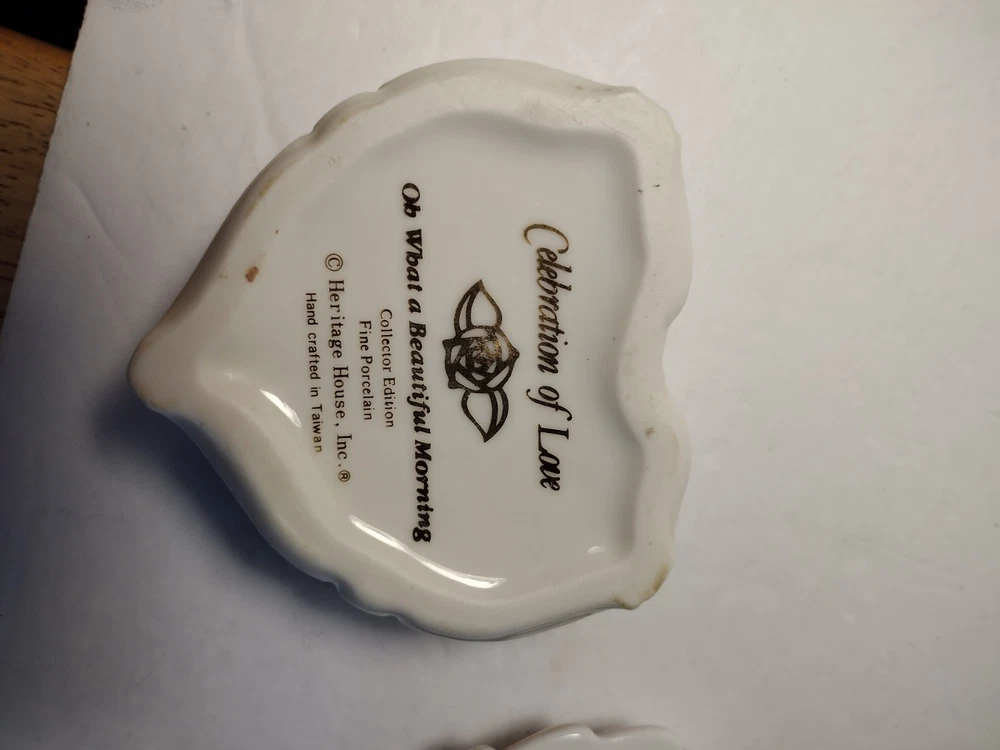 Celebration of Love
Oh What a Beautiful Morning
Collector Edition
Fine Porcelain
© Heritage House, Inc.®
Hand crafted in Taiwan